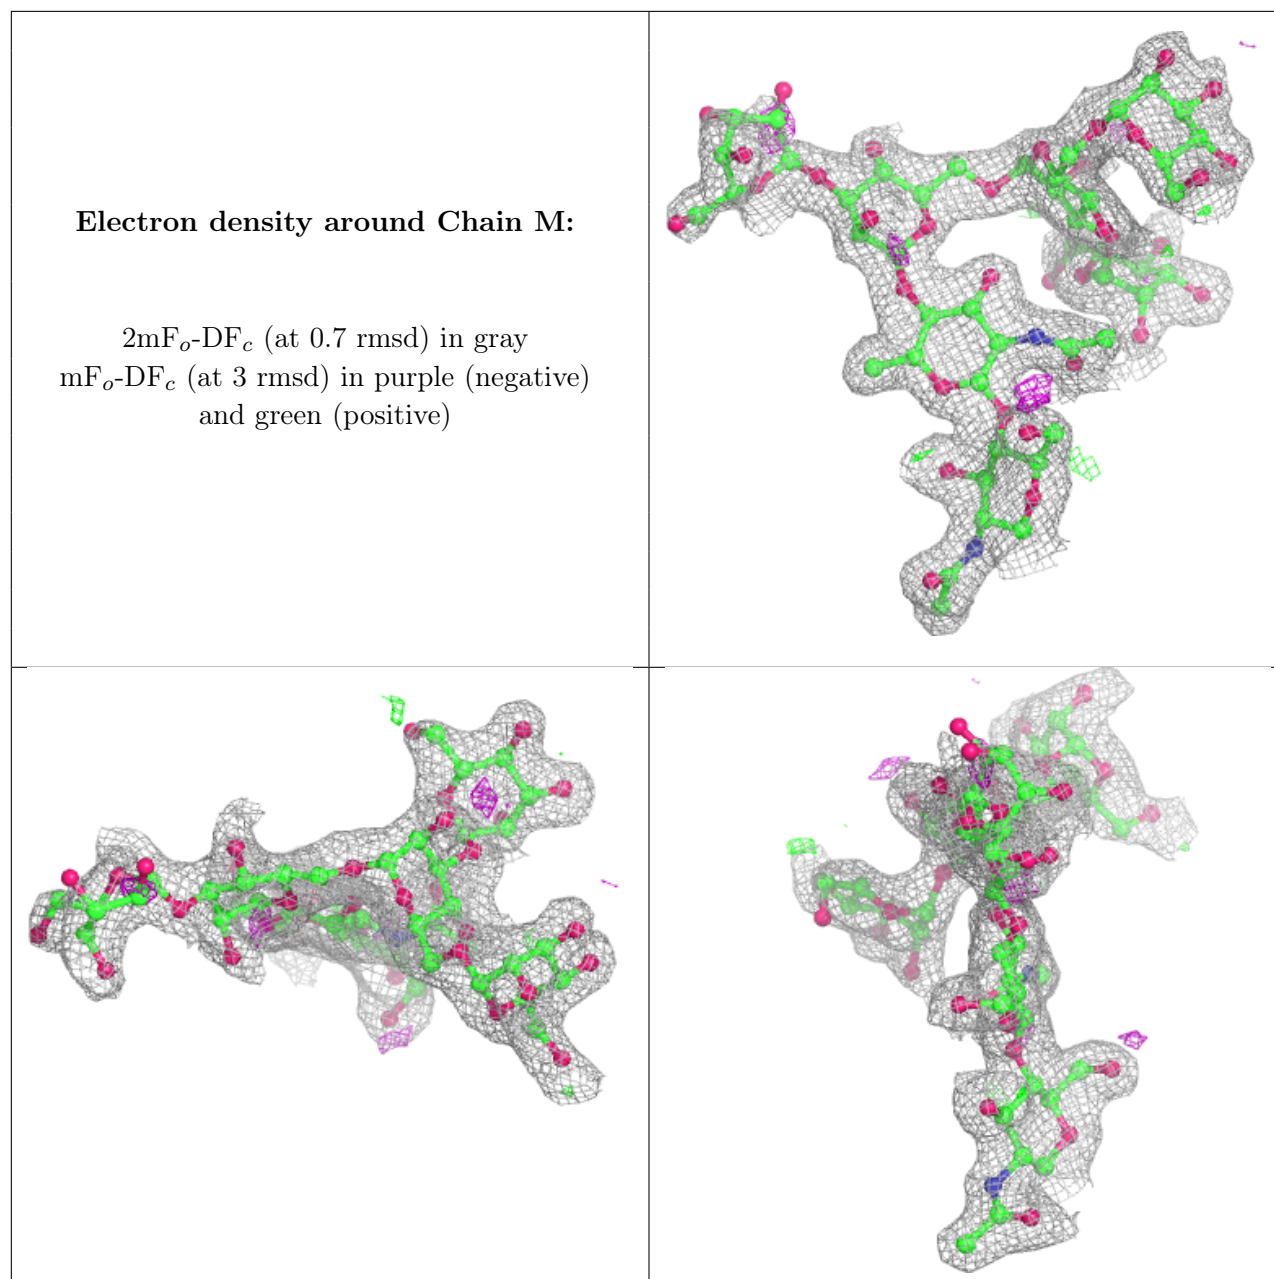 Electron density around Chain M:
2mFₒ-DF𝒸 (at 0.7 rmsd) in gray
mFₒ-DF𝒸 (at 3 rmsd) in purple (negative)
and green (positive)